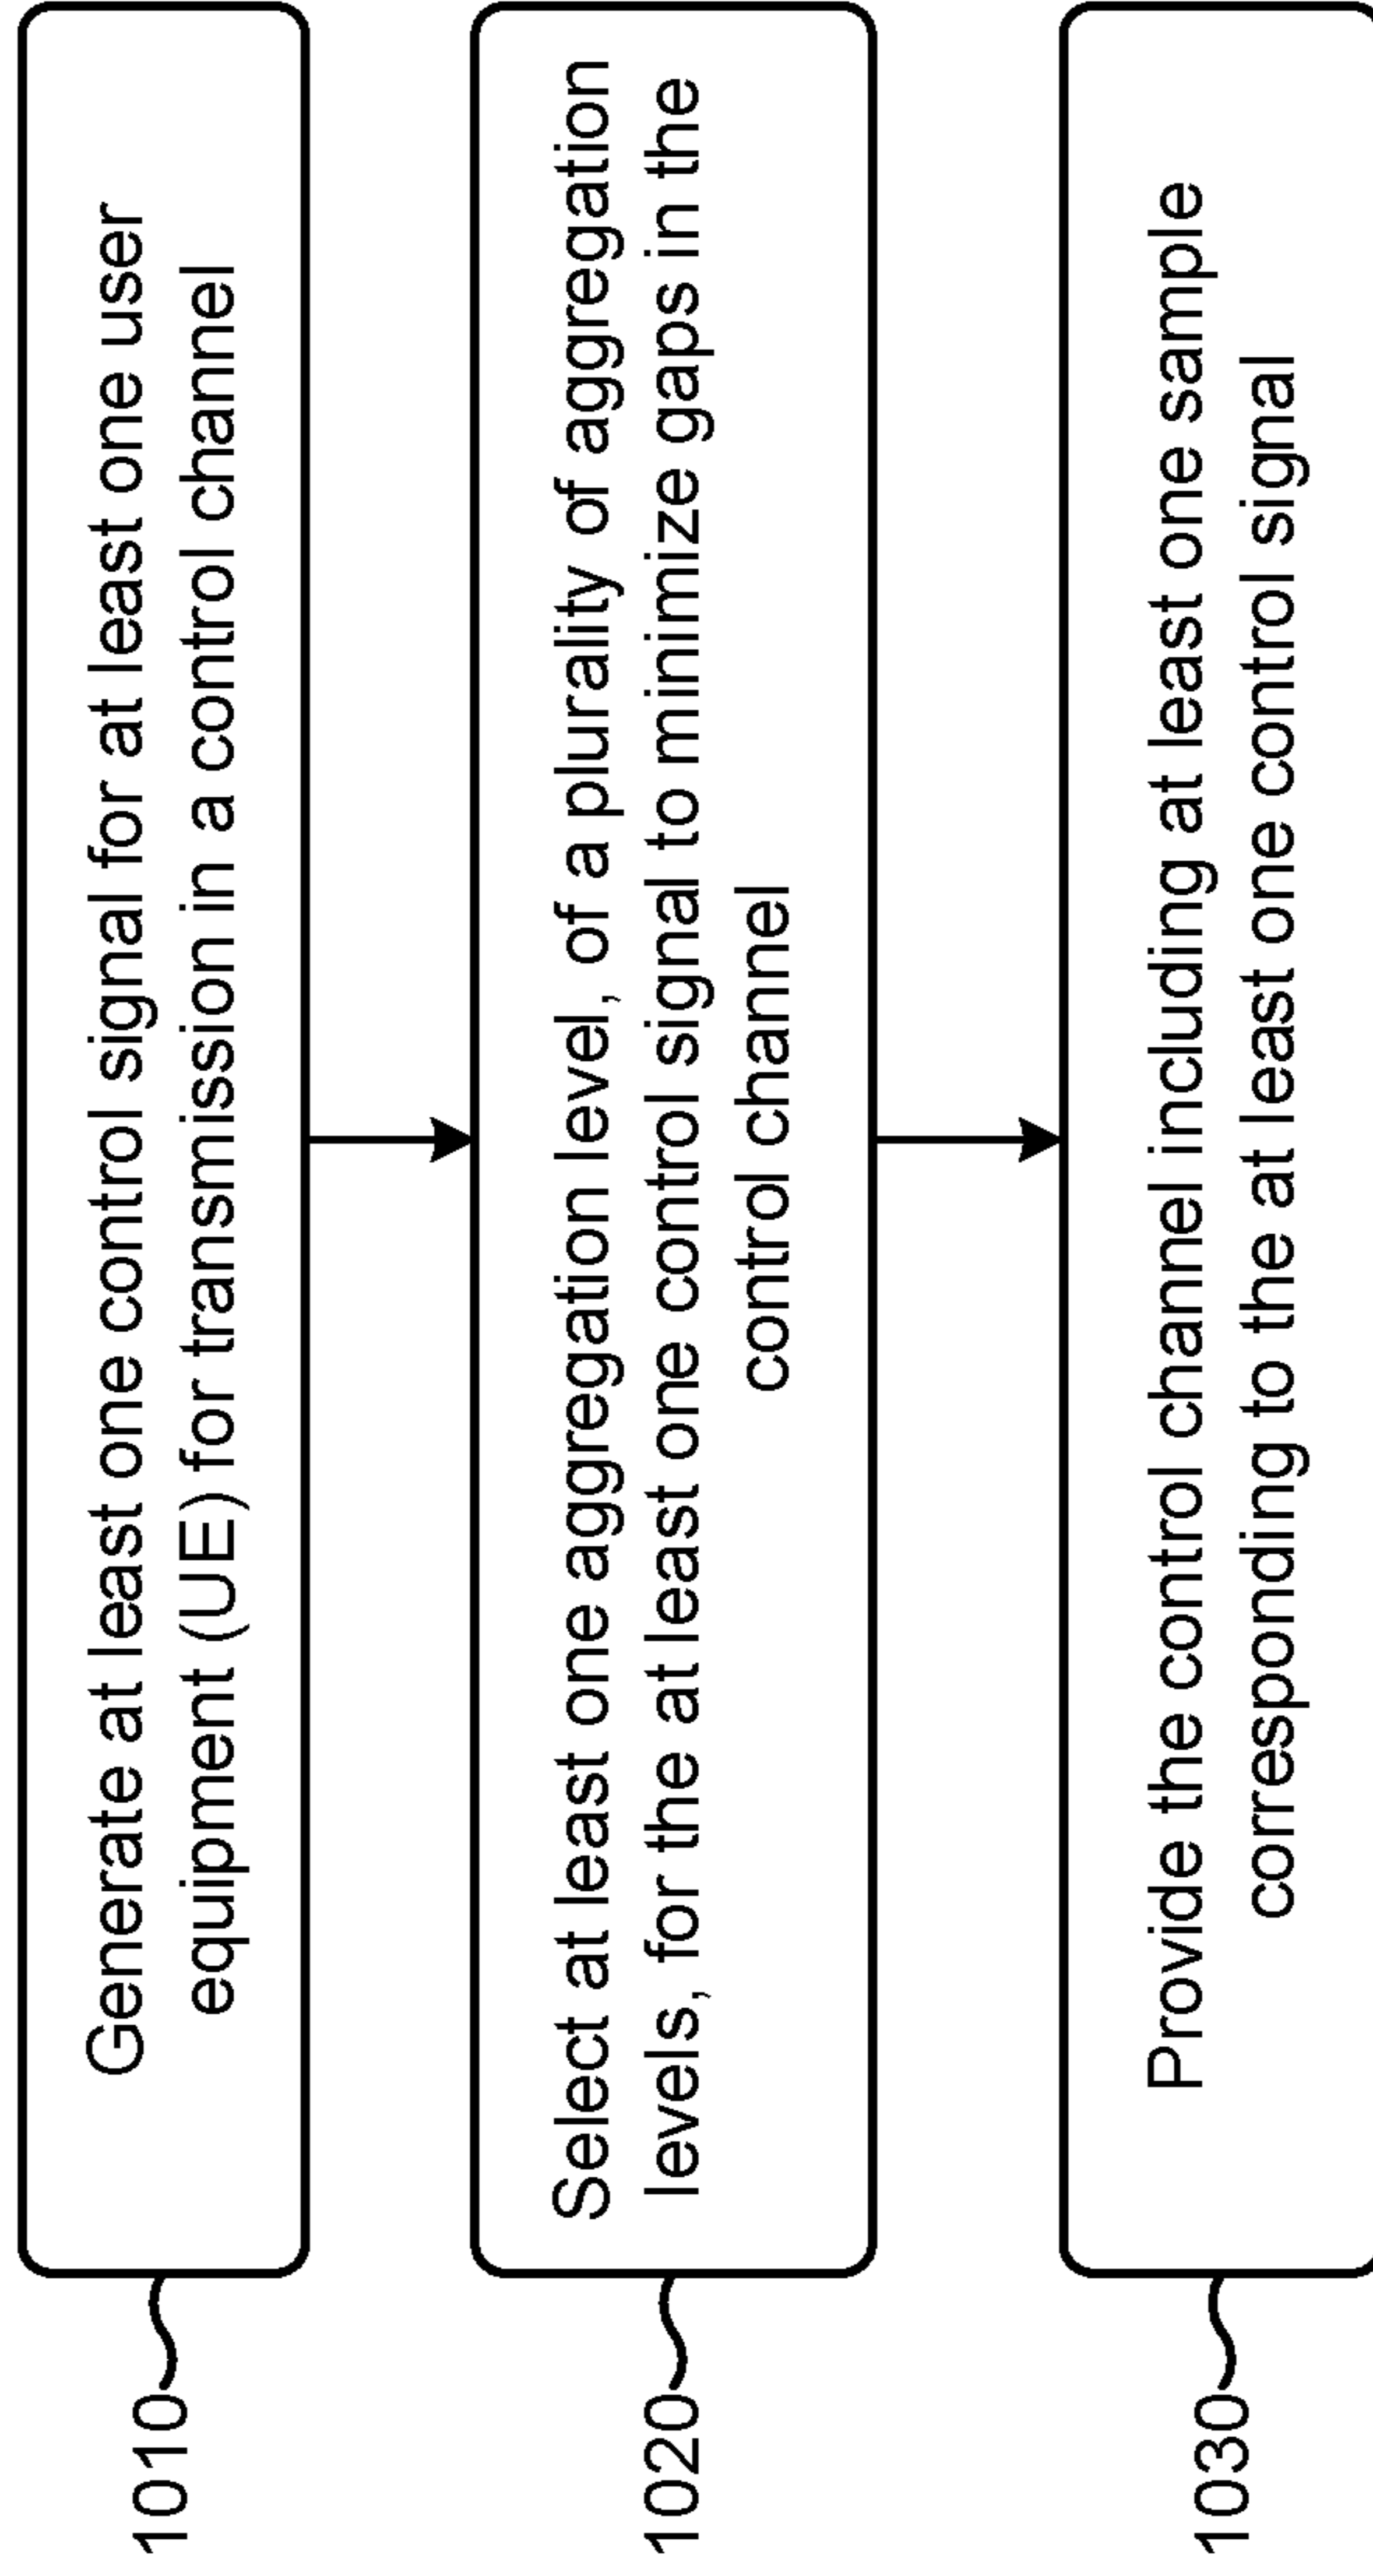 1010
Generate at least one control signal for at least one user
equipment (UE) for transmission in a control channel
1020
Select at least one aggregation level, of a plurality of aggregation
levels, for the at least one control signal to minimize gaps in the
control channel
1030
Provide the control channel including at least one sample
corresponding to the at least one control signal